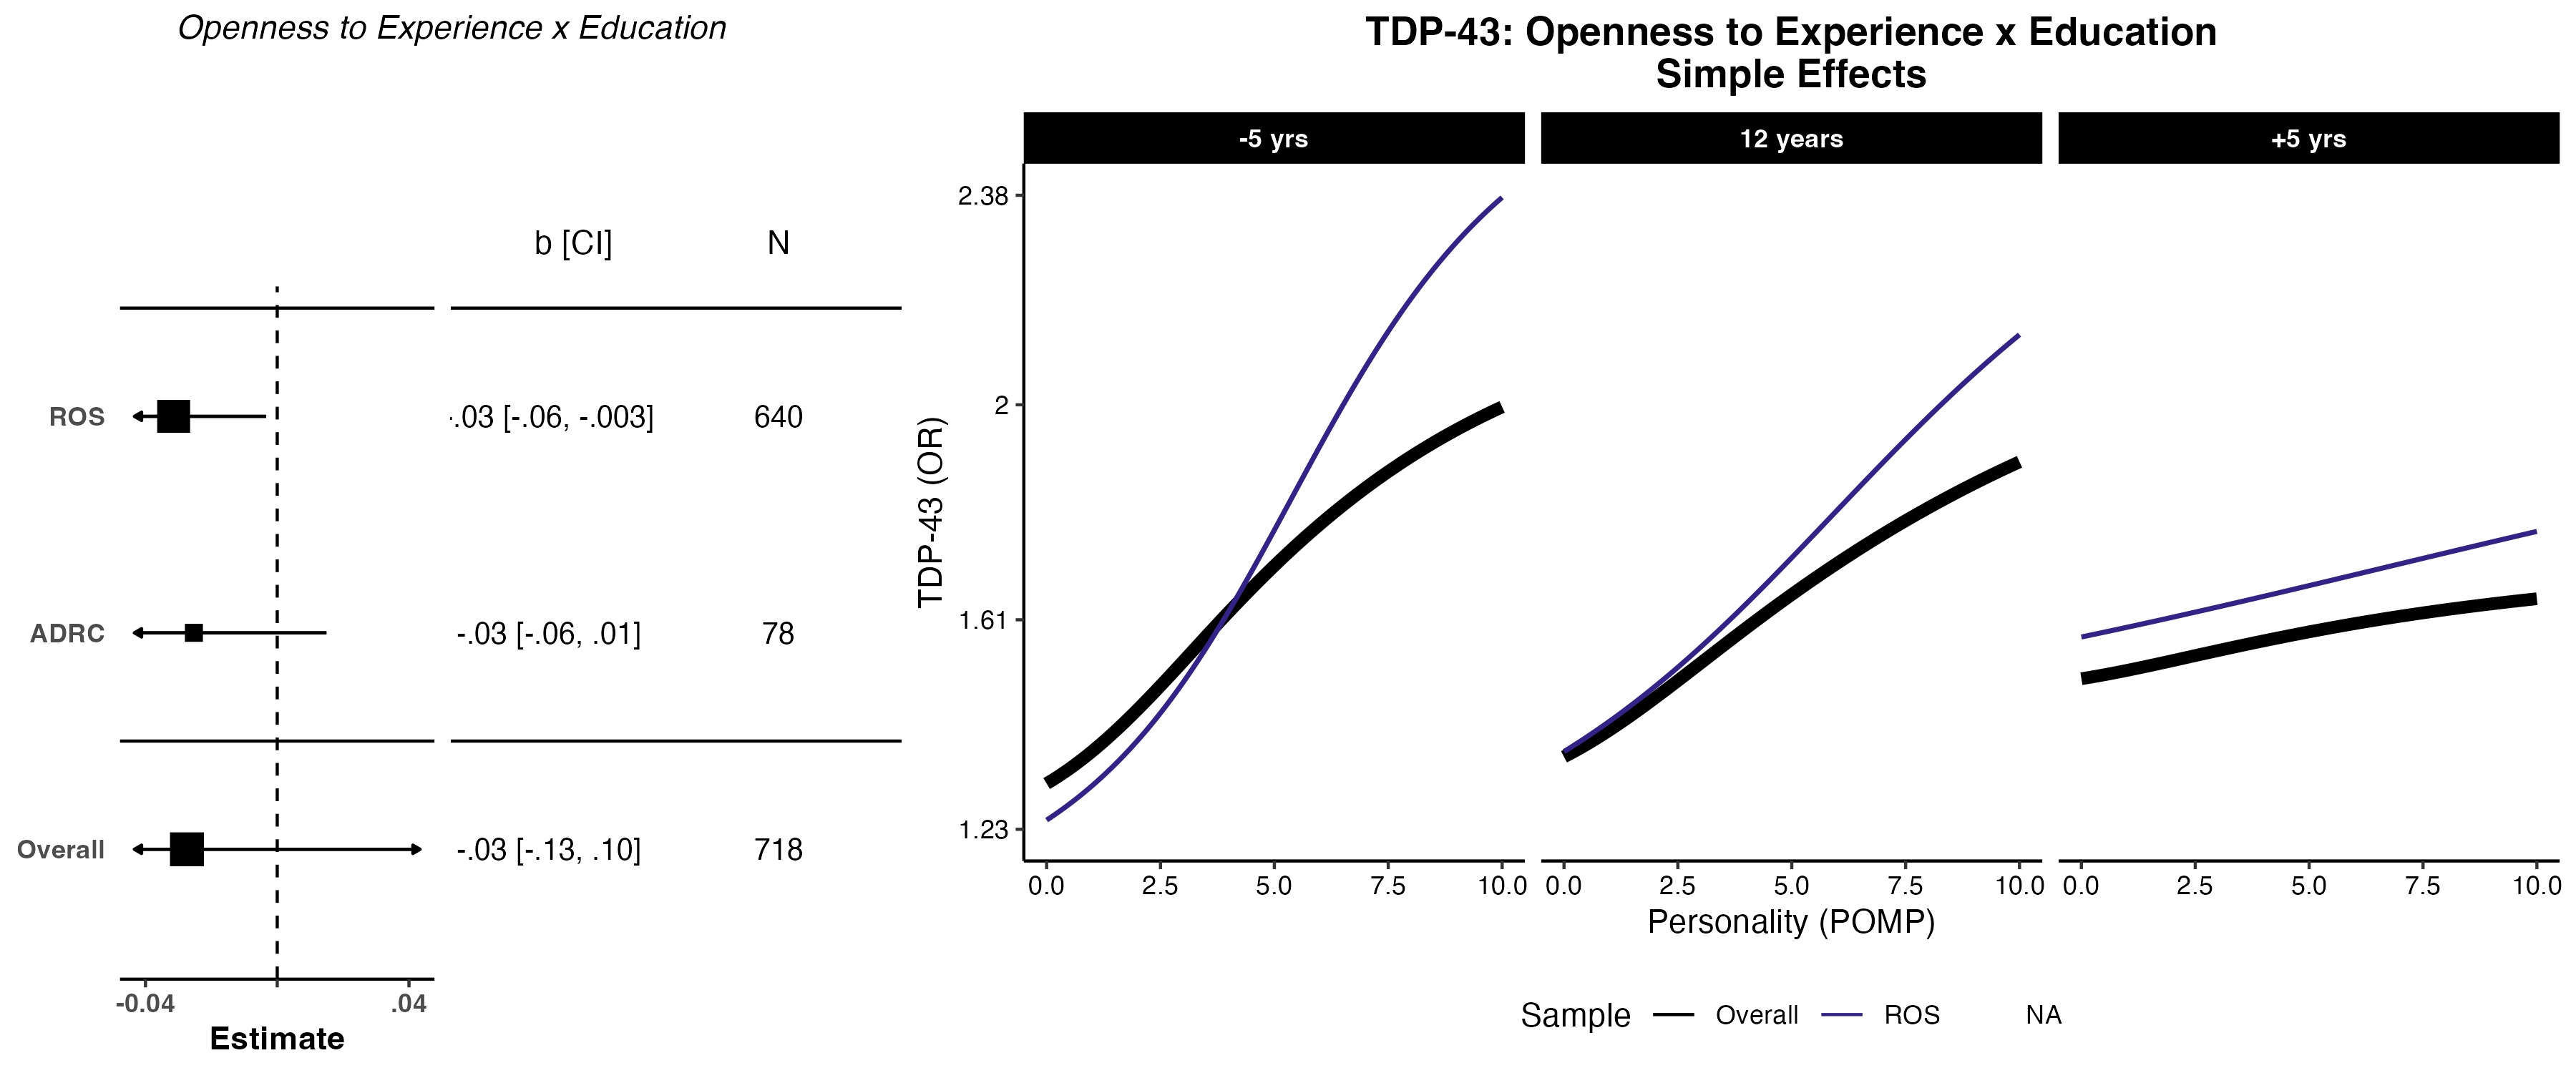 Openness to Experience x Education
b [CI] N
ROS -.03 [-.06, -.003] 640
ADRC -.03 [-.06, .01] 78
Overall -.03 [-.13, .10] 718
-0.04 .04
Estimate
TDP-43: Openness to Experience x Education
Simple Effects
-5 yrs 12 years +5 yrs
TDP-43 (OR)
2.38
2
1.61
1.23
0.0 2.5 5.0 7.5 10.0 0.0 2.5 5.0 7.5 10.0 0.0 2.5 5.0 7.5 10.0
Personality (POMP)
Sample Overall ROS NA